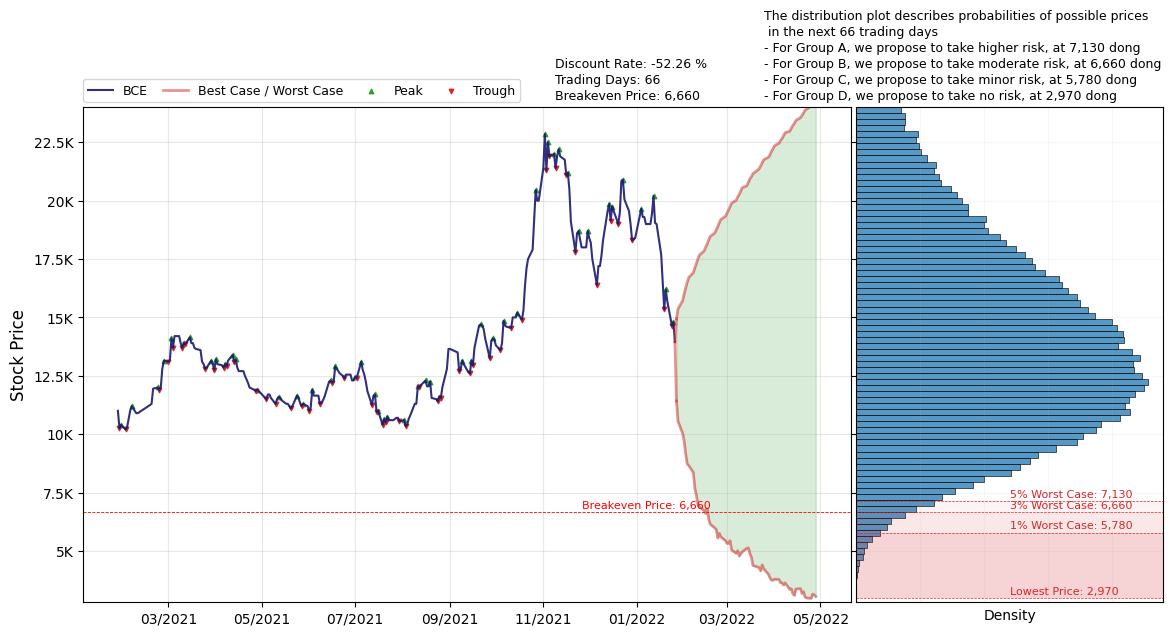 The distribution plot describes probabilities of possible prices
in the next 66 trading days
- For Group A, we propose to take higher risk, at 7,130 dong
- For Group B, we propose to take moderate risk, at 6,660 dong
- For Group C, we propose to take minor risk, at 5,780 dong
- For Group D, we propose to take no risk, at 2,970 dong
Discount Rate: -52.26 %
Trading Days: 66
Breakeven Price: 6,660
BCE
Best Case / Worst Case
Peak
Trough
Stock Price
22.5K
20K
17.5K
15K
12.5K
10K
7.5K
5K
Breakeven Price: 6,660
03/2021
05/2021
07/2021
09/2021
11/2021
01/2022
03/2022
05/2022
5% Worst Case: 7,130
3% Worst Case: 6,660
1% Worst Case: 5,780
Lowest Price: 2,970
Density